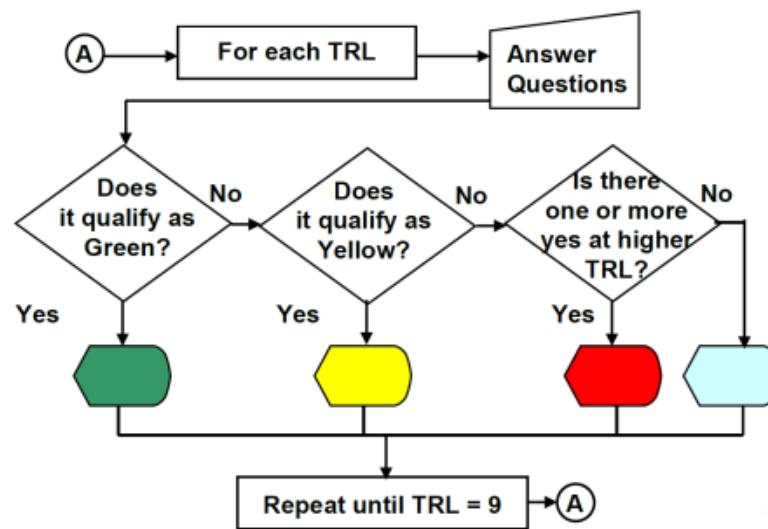 A
For each TRL
Answer
Questions
Does
it qualify as
Green?
No
Does
it qualify as
Yellow?
No
Is there
one or more
yes at higher
TRL?
No
Yes
Yes
Yes
Repeat until TRL = 9
A